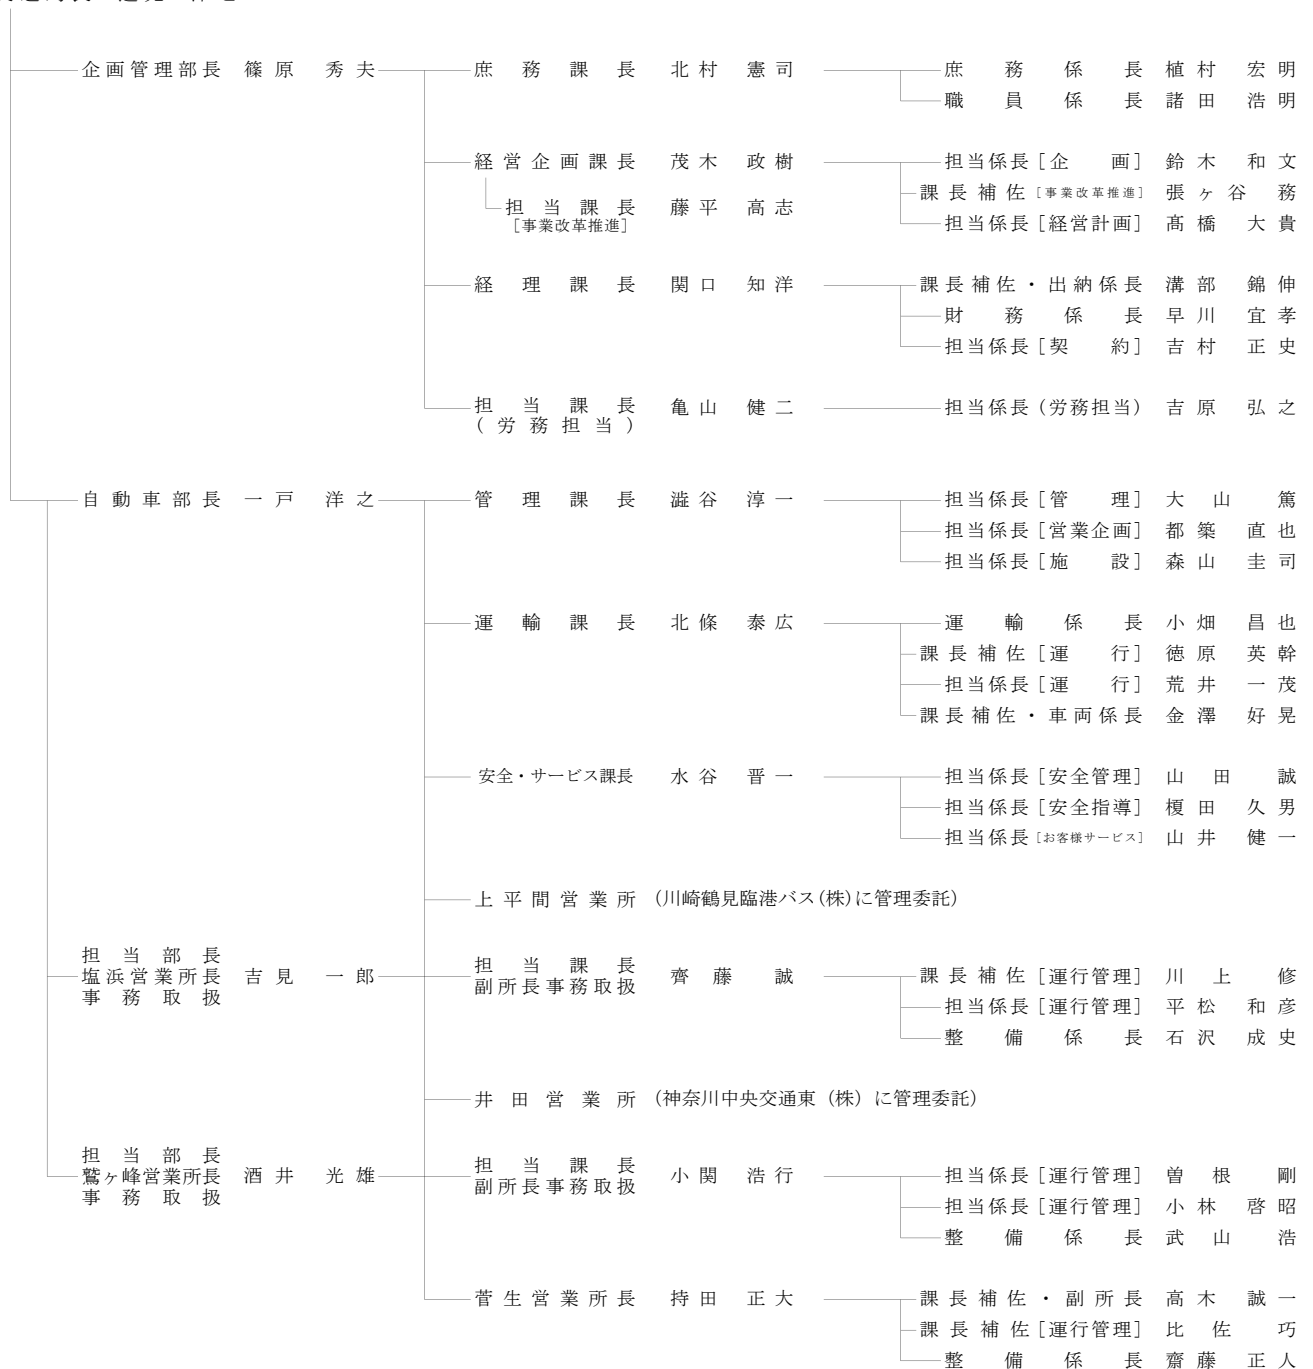 企画管理部長 篠原 秀夫 庶務課長 北村 憲司 庶務係長 植村 宏明
職員係長 諸田 浩明
経営企画課長 茂木 政樹 担当係長［企画］ 鈴木 和文
課長補佐［事業改革推進］ 張ヶ谷 務
担当課長 藤平 高志
［事業改革推進］
担当係長［経営計画］ 髙橋 大貴
経理課長 関口 知洋 課長補佐・出納係長 溝部 錦伸
財務係長 早川 宜孝
担当係長［契約］ 吉村 正史
担当課長 亀山 健二 担当係長(労務担当) 吉原 弘之
(労務担当)
自動車部長 一戸 洋之 管理課長 澁谷 淳一 担当係長［管理］ 大山 篤
担当係長［営業企画］ 都築 直也
担当係長［施設］ 森山 圭司
運輸課長 北條 泰広 運輸係長 小畑 昌也
課長補佐［運行］ 徳原 英幹
担当係長［運行］ 荒井 一茂
課長補佐・車両係長 金澤 好晃
安全・サービス課長 水谷 晋一 担当係長［安全管理］ 山田 誠
担当係長［安全指導］ 榎田 久男
担当係長［お客様サービス］ 山井 健一
上平間営業所 (川崎鶴見臨港バス(株)に管理委託)
担当部長
塩浜営業所長 吉見 一郎
事務取扱
担当課長
副所長事務取扱 齊藤 誠
課長補佐［運行管理］ 川上 修
担当係長［運行管理］ 平松 和彦
整備係長 石沢 成史
井田営業所 (神奈川中央交通東（株）に管理委託)
担当部長
鷲ヶ峰営業所長 酒井 光雄
事務取扱
担当課長
副所長事務取扱 小関 浩行
担当係長［運行管理］ 曽根 剛
担当係長［運行管理］ 小林 啓昭
整備係長 武山 浩
菅生営業所長 持田 正大 課長補佐・副所長 高木 誠一
課長補佐［運行管理］ 比佐 巧
整備係長 齋藤 正人